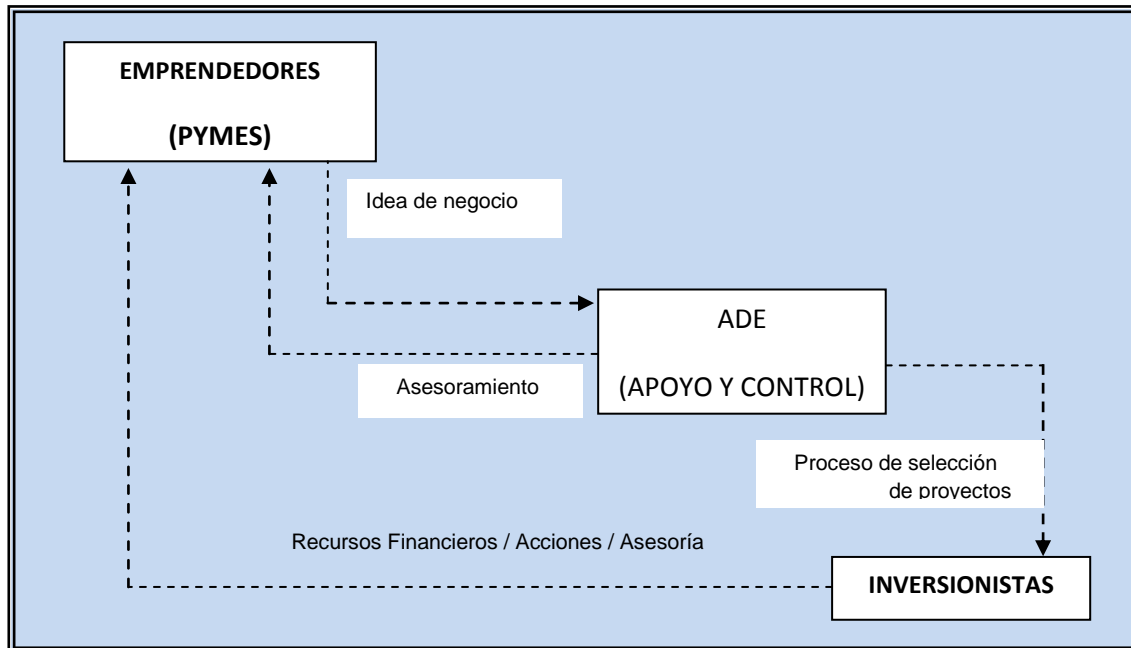 EMPRENDEDORES
(PYMES)
Idea de negocio
ADE
(APOYO Y CONTROL)
Asesoramiento
Proceso de selección
de proyectos
Recursos Financieros / Acciones / Asesoría
INVERSIONISTAS